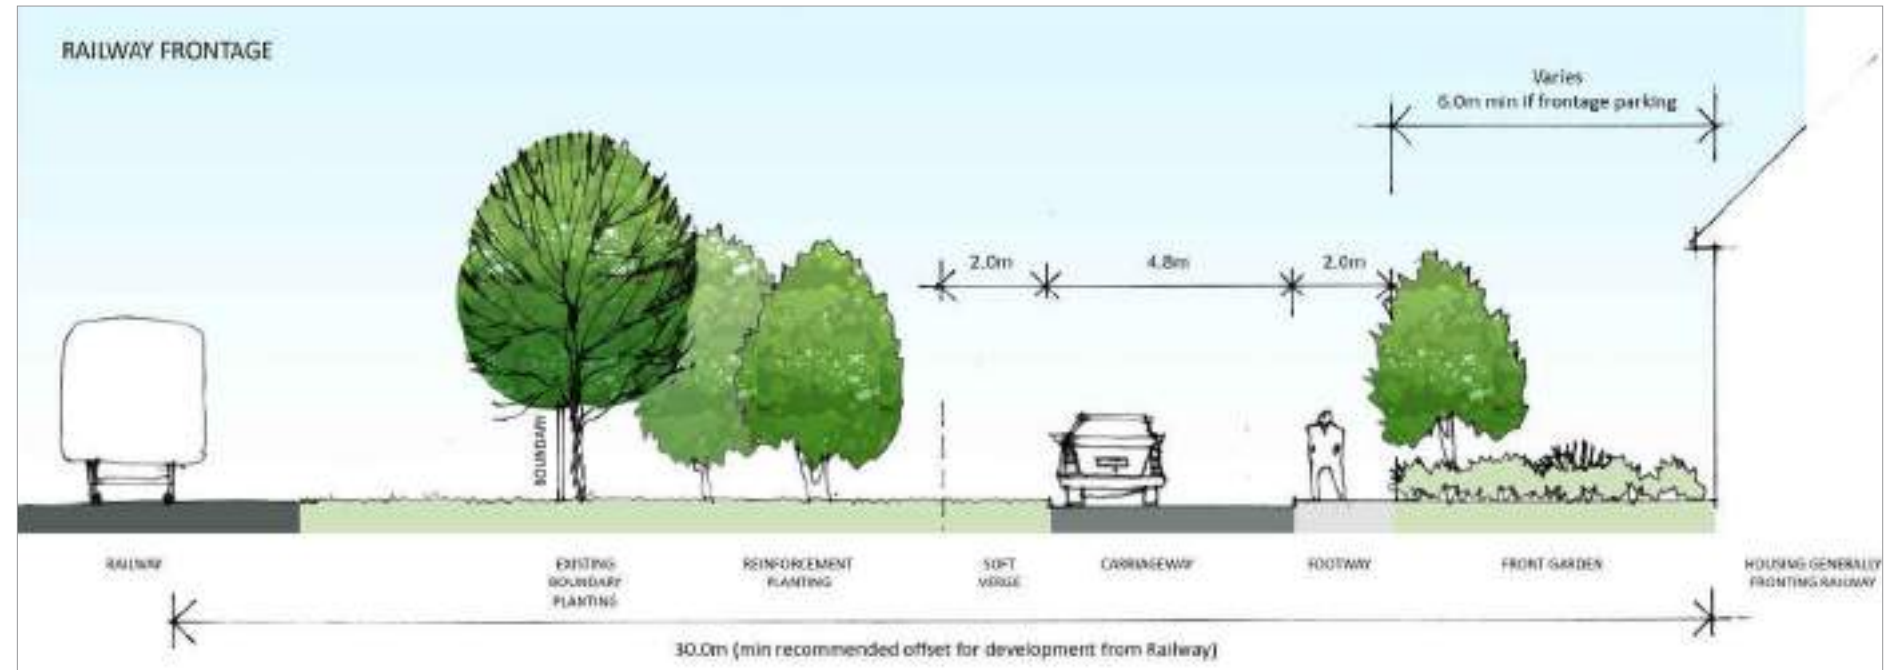 RAILWAY FRONTAGE
Varies
6.0m min if frontage parking
2.0m
4.8m
2.0m
BOUNDARY
RAILWAY
EXISTING
BOUNDARY
PLANTING
REINFORCEMENT
PLANTING
SOFT
VERGE
CARRIAGEWAY
FOOTWAY
FRONT GARDEN
HOUSING GENERALLY
FRONTING RAILWAY
30.0m (min recommended offset for development from Railway)